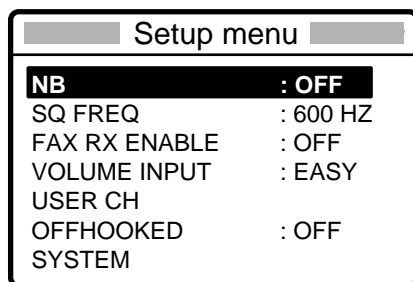 Setup menu
NB : OFF
SQ FREQ : 600 HZ
FAX RX ENABLE : OFF
VOLUME INPUT : EASY
USER CH
OFFHOOKED : OFF
SYSTEM